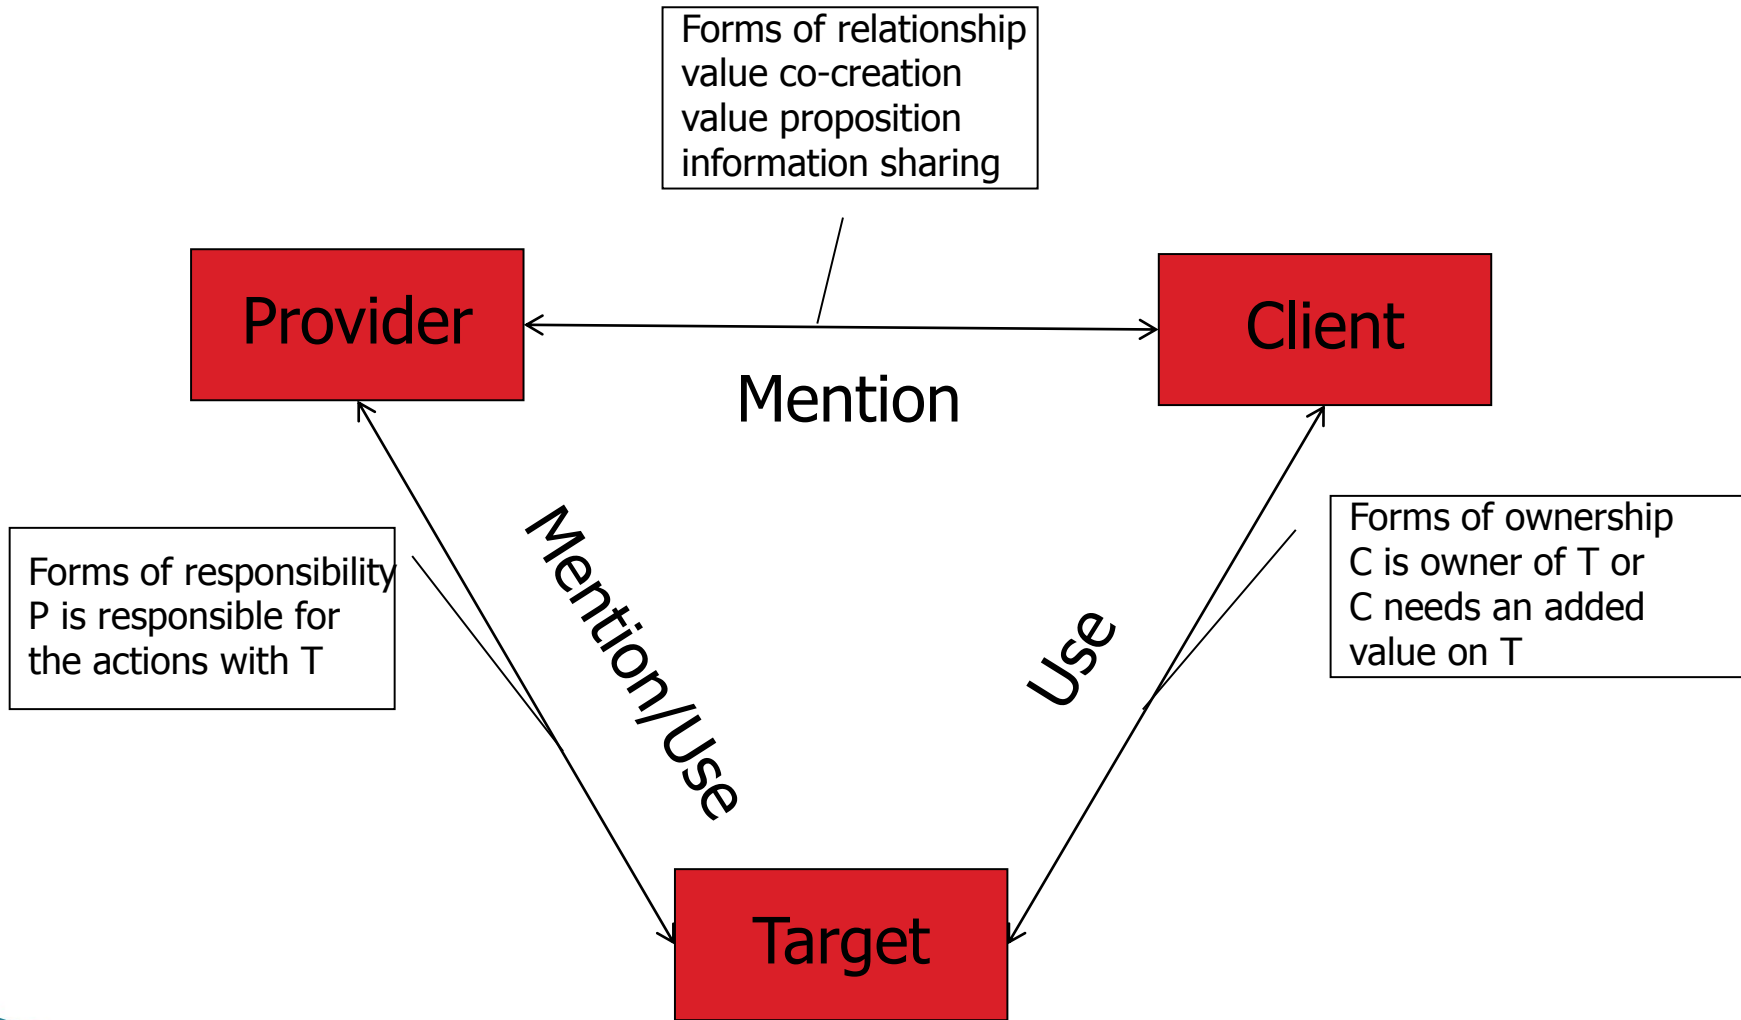 Forms of relationship
value co-creation
value proposition
information sharing
Provider
Client
Mention
Forms of responsibility
P is responsible for
the actions with T
Mention/Use
Use
Forms of ownership
C is owner of T or
C needs an added
value on T
Target